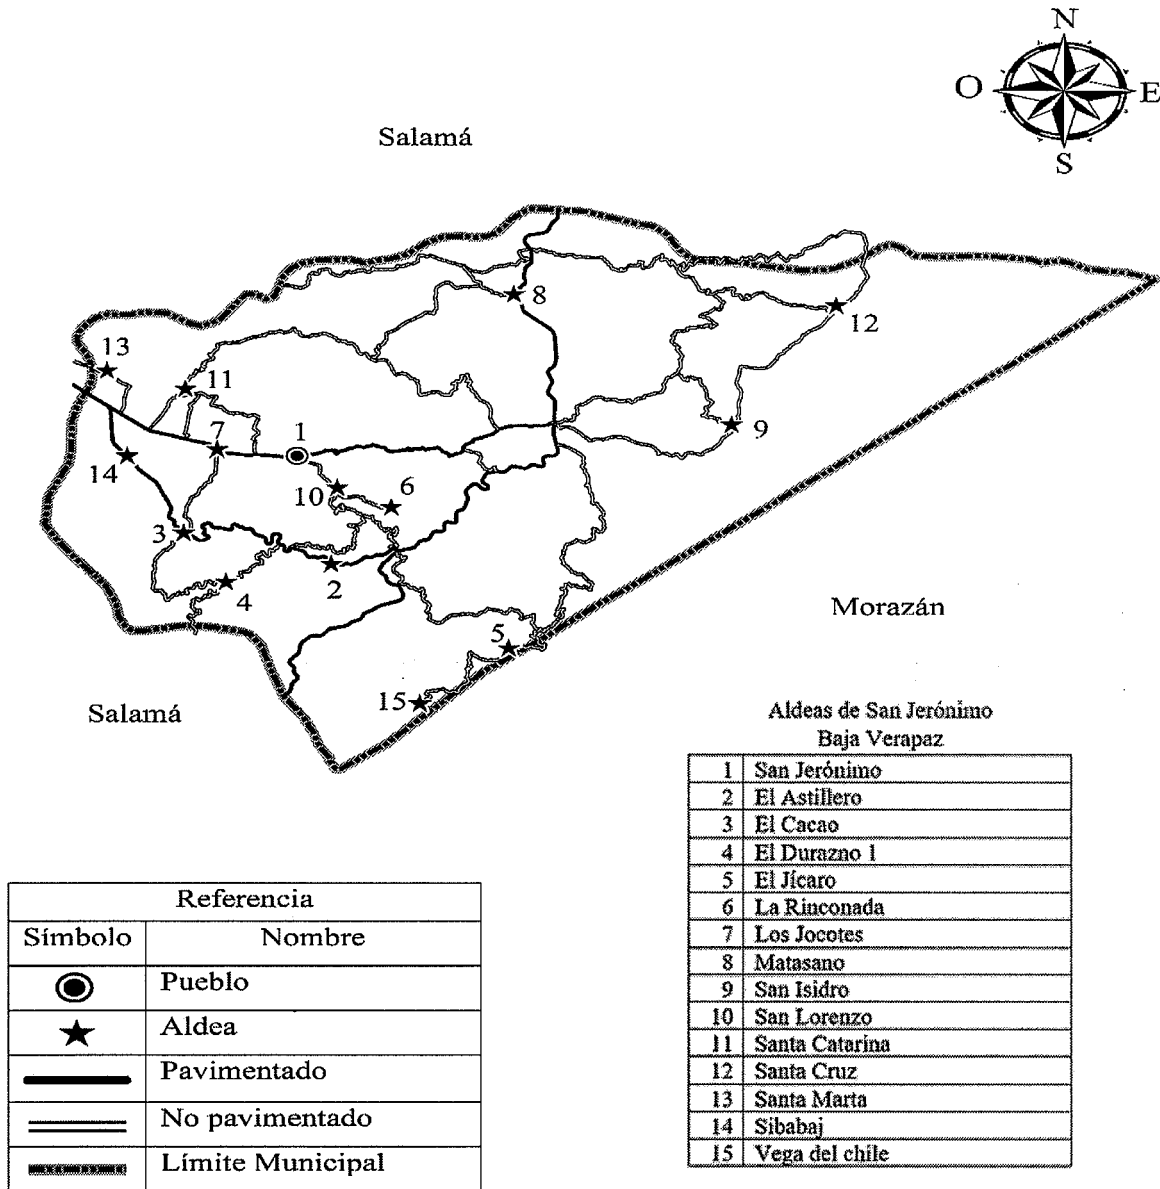 N
O E
S
Salamá
8
12
13
11
9
7
1
14
10
6
3
2
4
5
15
Morazán
Salamá
Aldeas de San Jerónimo
Baja Verapaz
1 San Jerónimo
2 El Astillero
3 El Cacao
4 El Durazno 1
5 El Jícaro
6 La Rinconada
7 Los Jocotes
8 Matasano
9 San Isidro
10 San Lorenzo
11 Santa Catarina
12 Santa Cruz
13 Santa Marta
14 Sibabaj
15 Vega del chile
Referencia
Símbolo Nombre
Pueblo
Aldea
Pavimentado
No pavimentado
Límite Municipal